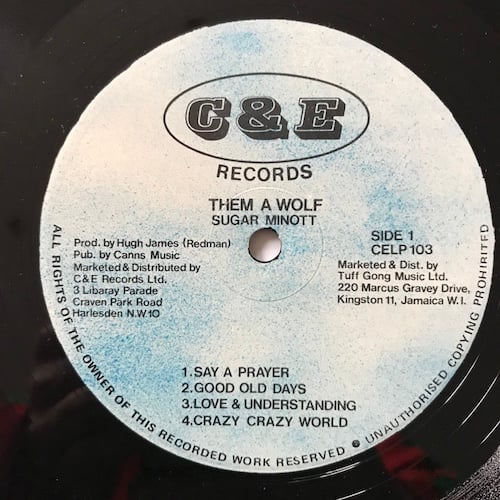 C & E
RECORDS
THEM A WOLF
SUGAR MINOTT
Prod. by Hugh James (Redman)
Pub. by Canns Music
Marketed & Distributed by
C&E Records Ltd.
3 Libaray Parade
Craven Park Road
Harlesden N.W.10
SIDE 1
CELP 103
Marketed & Dist. by
Tuff Gong Music Ltd.
220 Marcus Gravey Drive,
Kingston 11, Jamaica W.I.
1.SAY A PRAYER
2.GOOD OLD DAYS
3.LOVE & UNDERSTANDING
4.CRAZY CRAZY WORLD
ALL RIGHTS OF THE OWNER OF THIS RECORDED WORK RESERVED ● UNAUTHORISED COPYING PROHIBITED